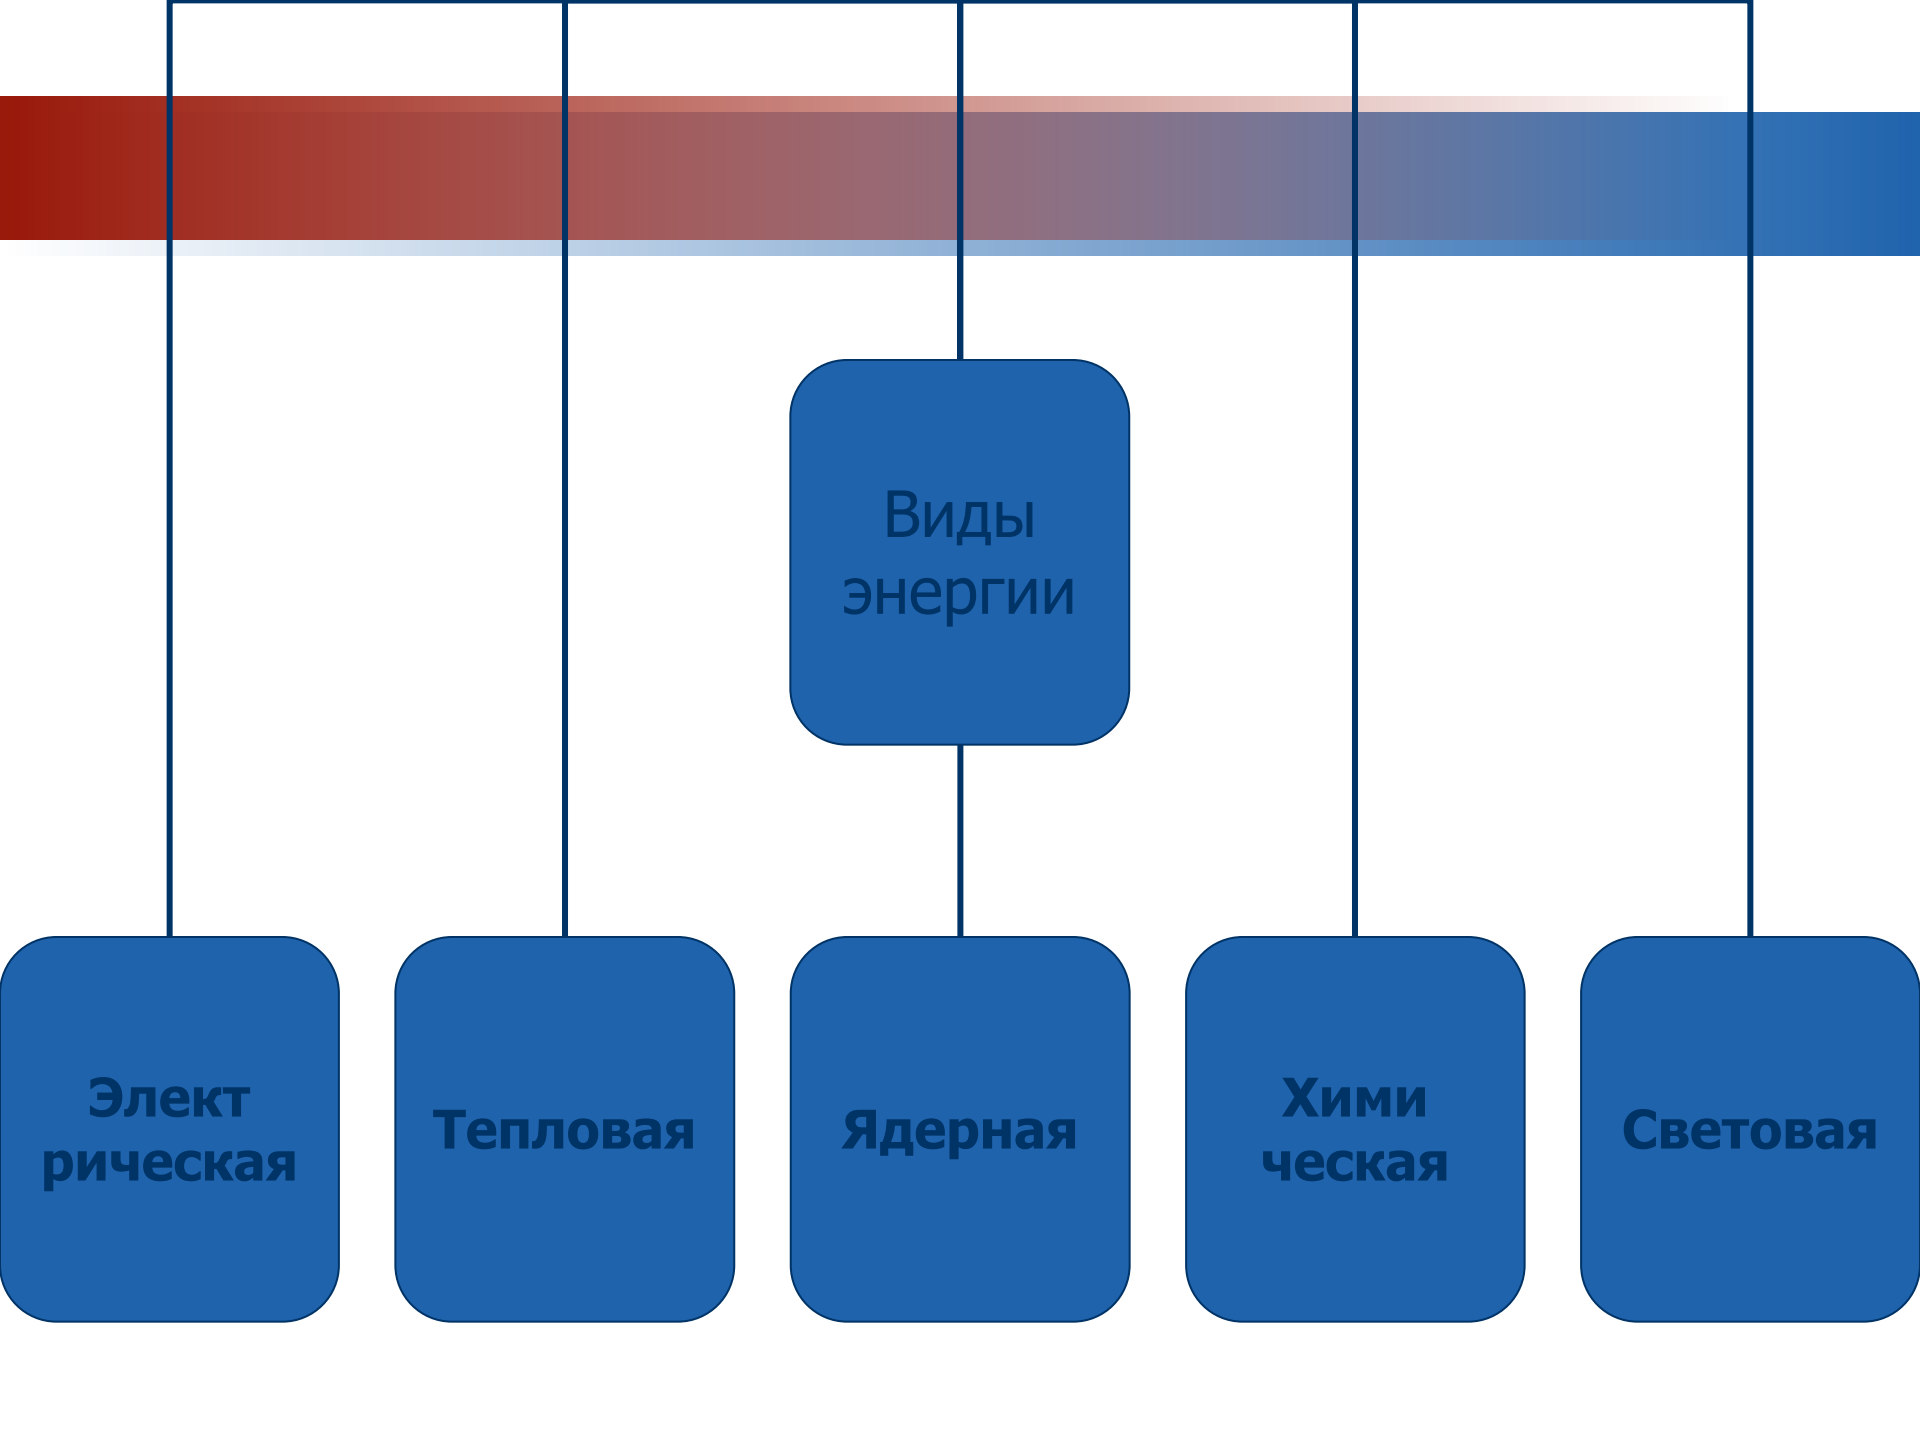 Виды
энергии
Элект
рическая
Тепловая
Ядерная
Хими
ческая
Световая